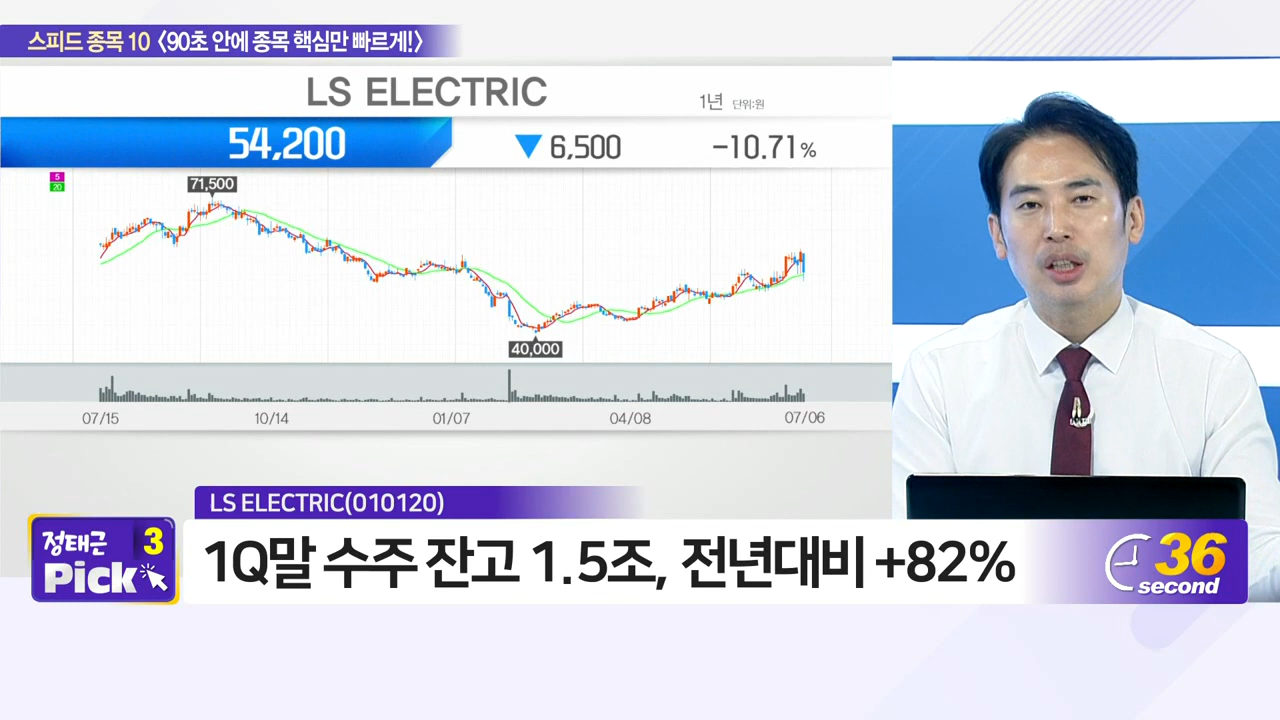 스피드 종목 10 〈90초 안에 종목 핵심만 빠르게!〉
LS ELECTRIC
1년 단위:원
54,200 ▼ 6,500 -10.71%
5
20
71,500
40,000
07/15 10/14 01/07 04/08 07/06
LS ELECTRIC(010120)
정태근 3
Pick
1Q말 수주 잔고 1.5조, 전년대비 +82%
36
second